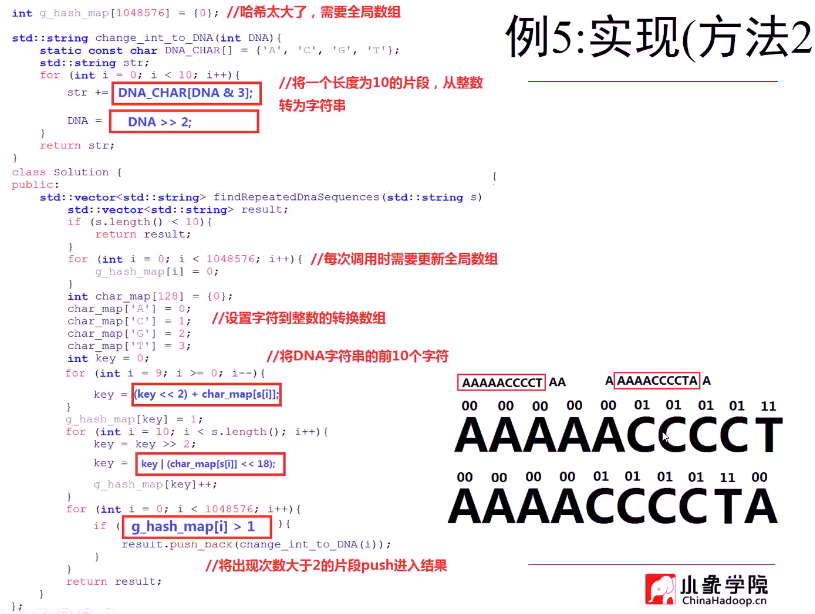 int g_hash_map[1048576] = {0}; //哈希太大了，需要全局数组
例5:实现(方法2
std::string change_int_to_DNA(int DNA){
static const char DNA_CHAR[] = {'A', 'C', 'G', 'T'};
std::string str;
for (int i = 0; i < 10; i++){
str += DNA_CHAR[DNA & 3];
//将一个长度为10的片段，从整数
转为字符串
DNA = DNA >> 2;
}
return str;
}
class Solution {
public:
std::vector<std::string> findRepeatedDnaSequences(std::string s)
{
std::vector<std::string> result;
if (s.length() < 10){
return result;
}
for (int i = 0; i < 1048576; i++){ //每次调用时需要更新全局数组
g_hash_map[i] = 0;
}
int char_map[128] = {0};
char_map['A'] = 0;
char_map['C'] = 1; //设置字符到整数的转换数组
char_map['G'] = 2;
char_map['T'] = 3;
int key = 0; //将DNA字符串的前10个字符
for (int i = 9; i >= 0; i--){
key = (key << 2) + char_map[s[i]];
}
g_hash_map[key] = 1;
for (int i = 10; i < s.length(); i++){
key = key >> 2;
key = key | (char_map[s[i]] << 18);
g_hash_map[key]++;
}
for (int i = 0; i < 1048576; i++){
if ( g_hash_map[i] > 1 ){
result.push_back(change_int_to_DNA(i));
}
//将出现次数大于2的片段push进入结果
}
return result;
}
};
AAAAACCCCT AA
A AAAACCCCTA A
00 00 00 00 00 01 01 01 01 11
AAAAACCCCT
00 00 00 00 01 01 01 01 11 00
AAAACCCCTA
小象学院
ChinaHadoop.cn